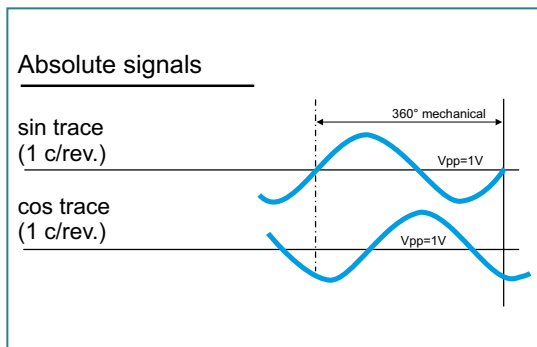 Absolute signals
360° mechanical
sin trace
(1 c/rev.)
Vpp=1V
cos trace
(1 c/rev.)
Vpp=1V